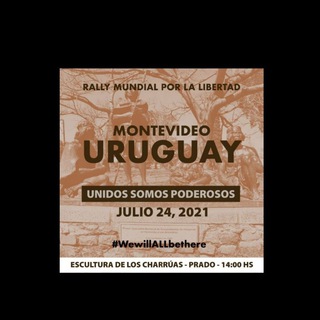 RALLY MUNDIAL POR LA LIBERTAD
MONTEVIDEO
URUGUAY
UNIDOS SOMOS PODEROSOS
JULIO 24, 2021
#WewillALLbethere
ESCULTURA DE LOS CHARRÚAS - PRADO - 14:00 HS